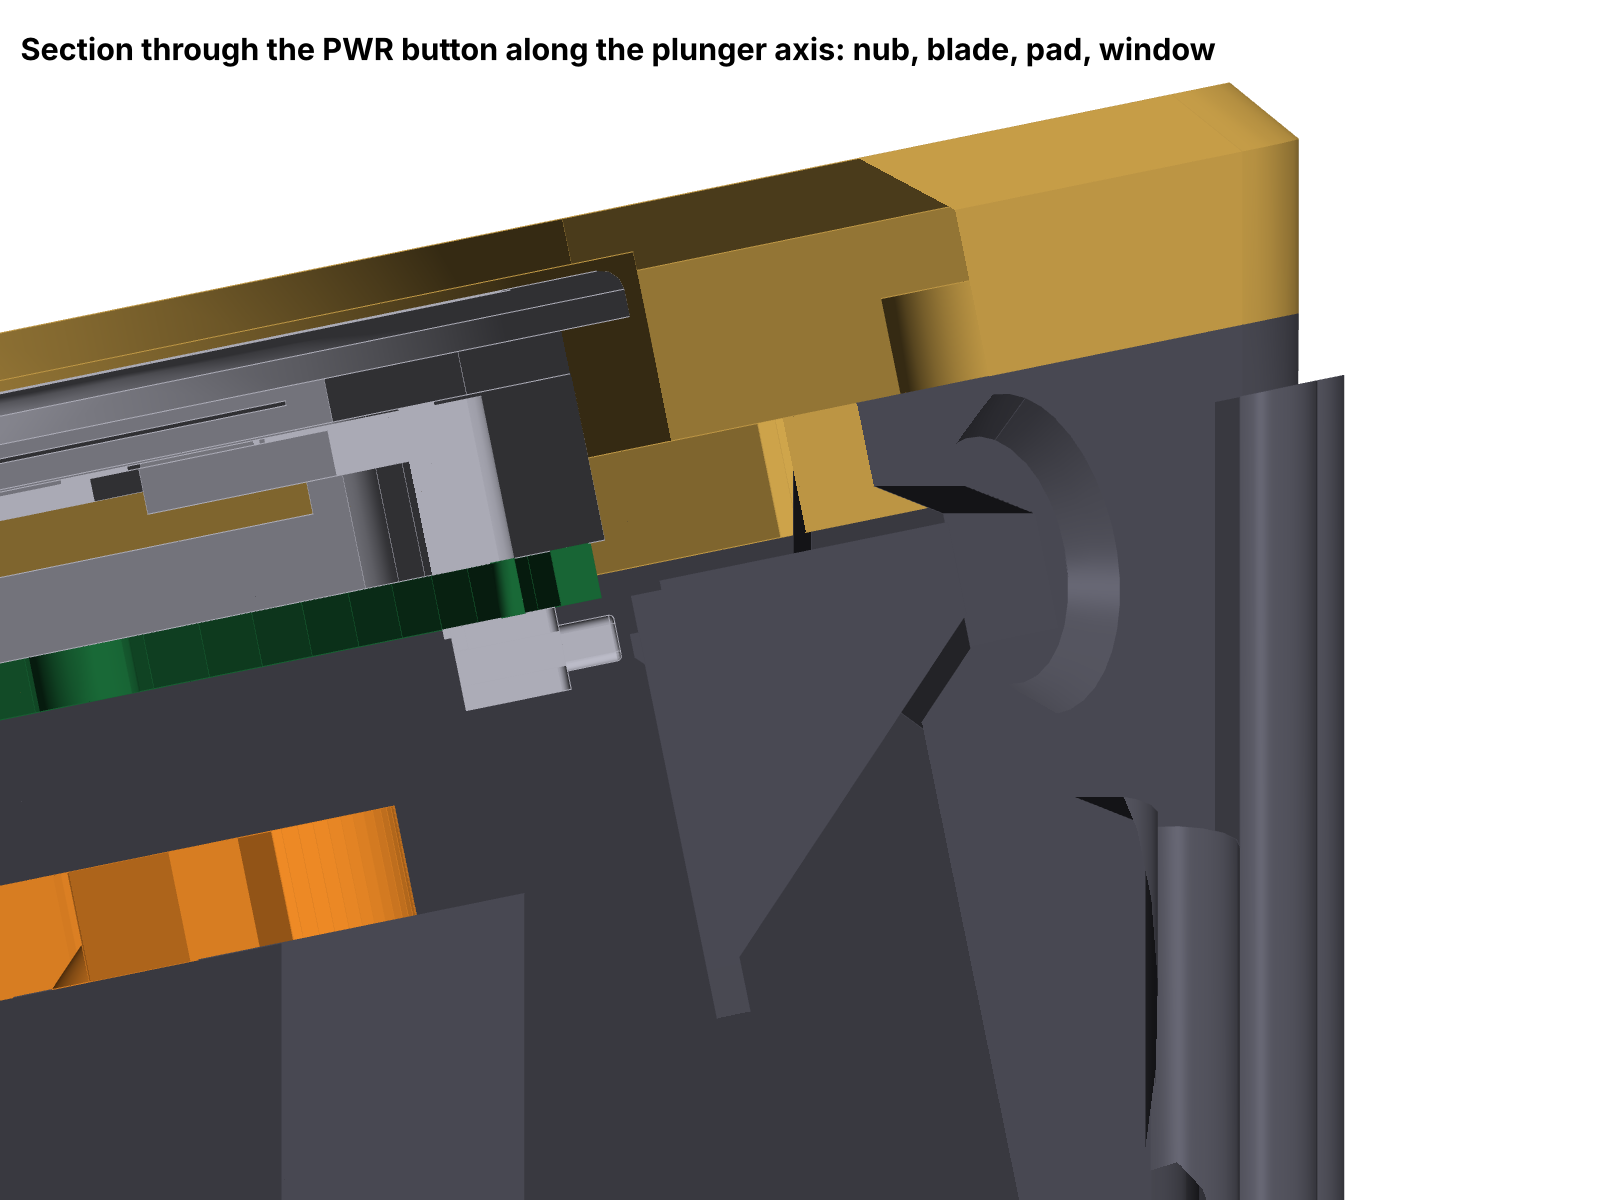 Section through the PWR button along the plunger axis: nub, blade, pad, window